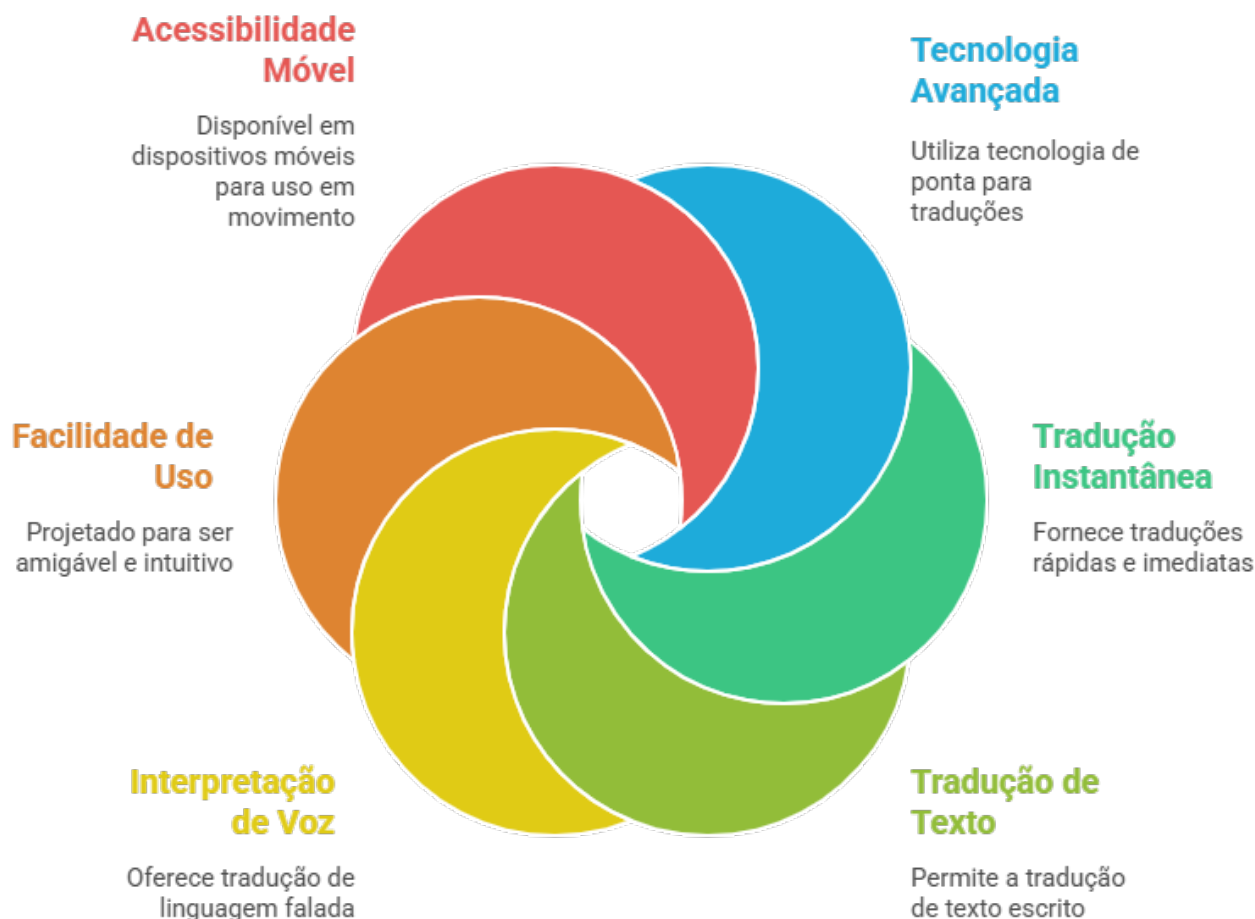 Acessibilidade
Móvel
Disponível em
dispositivos móveis
para uso em
movimento
Tecnologia
Avançada
Utiliza tecnologia de
ponta para
traduções
Facilidade de
Uso
Projetado para ser
amigável e intuitivo
Tradução
Instantânea
Fornece traduções
rápidas e imediatas
Interpretação
de Voz
Oferece tradução de
linguagem falada
Tradução de
Texto
Permite a tradução
de texto escrito